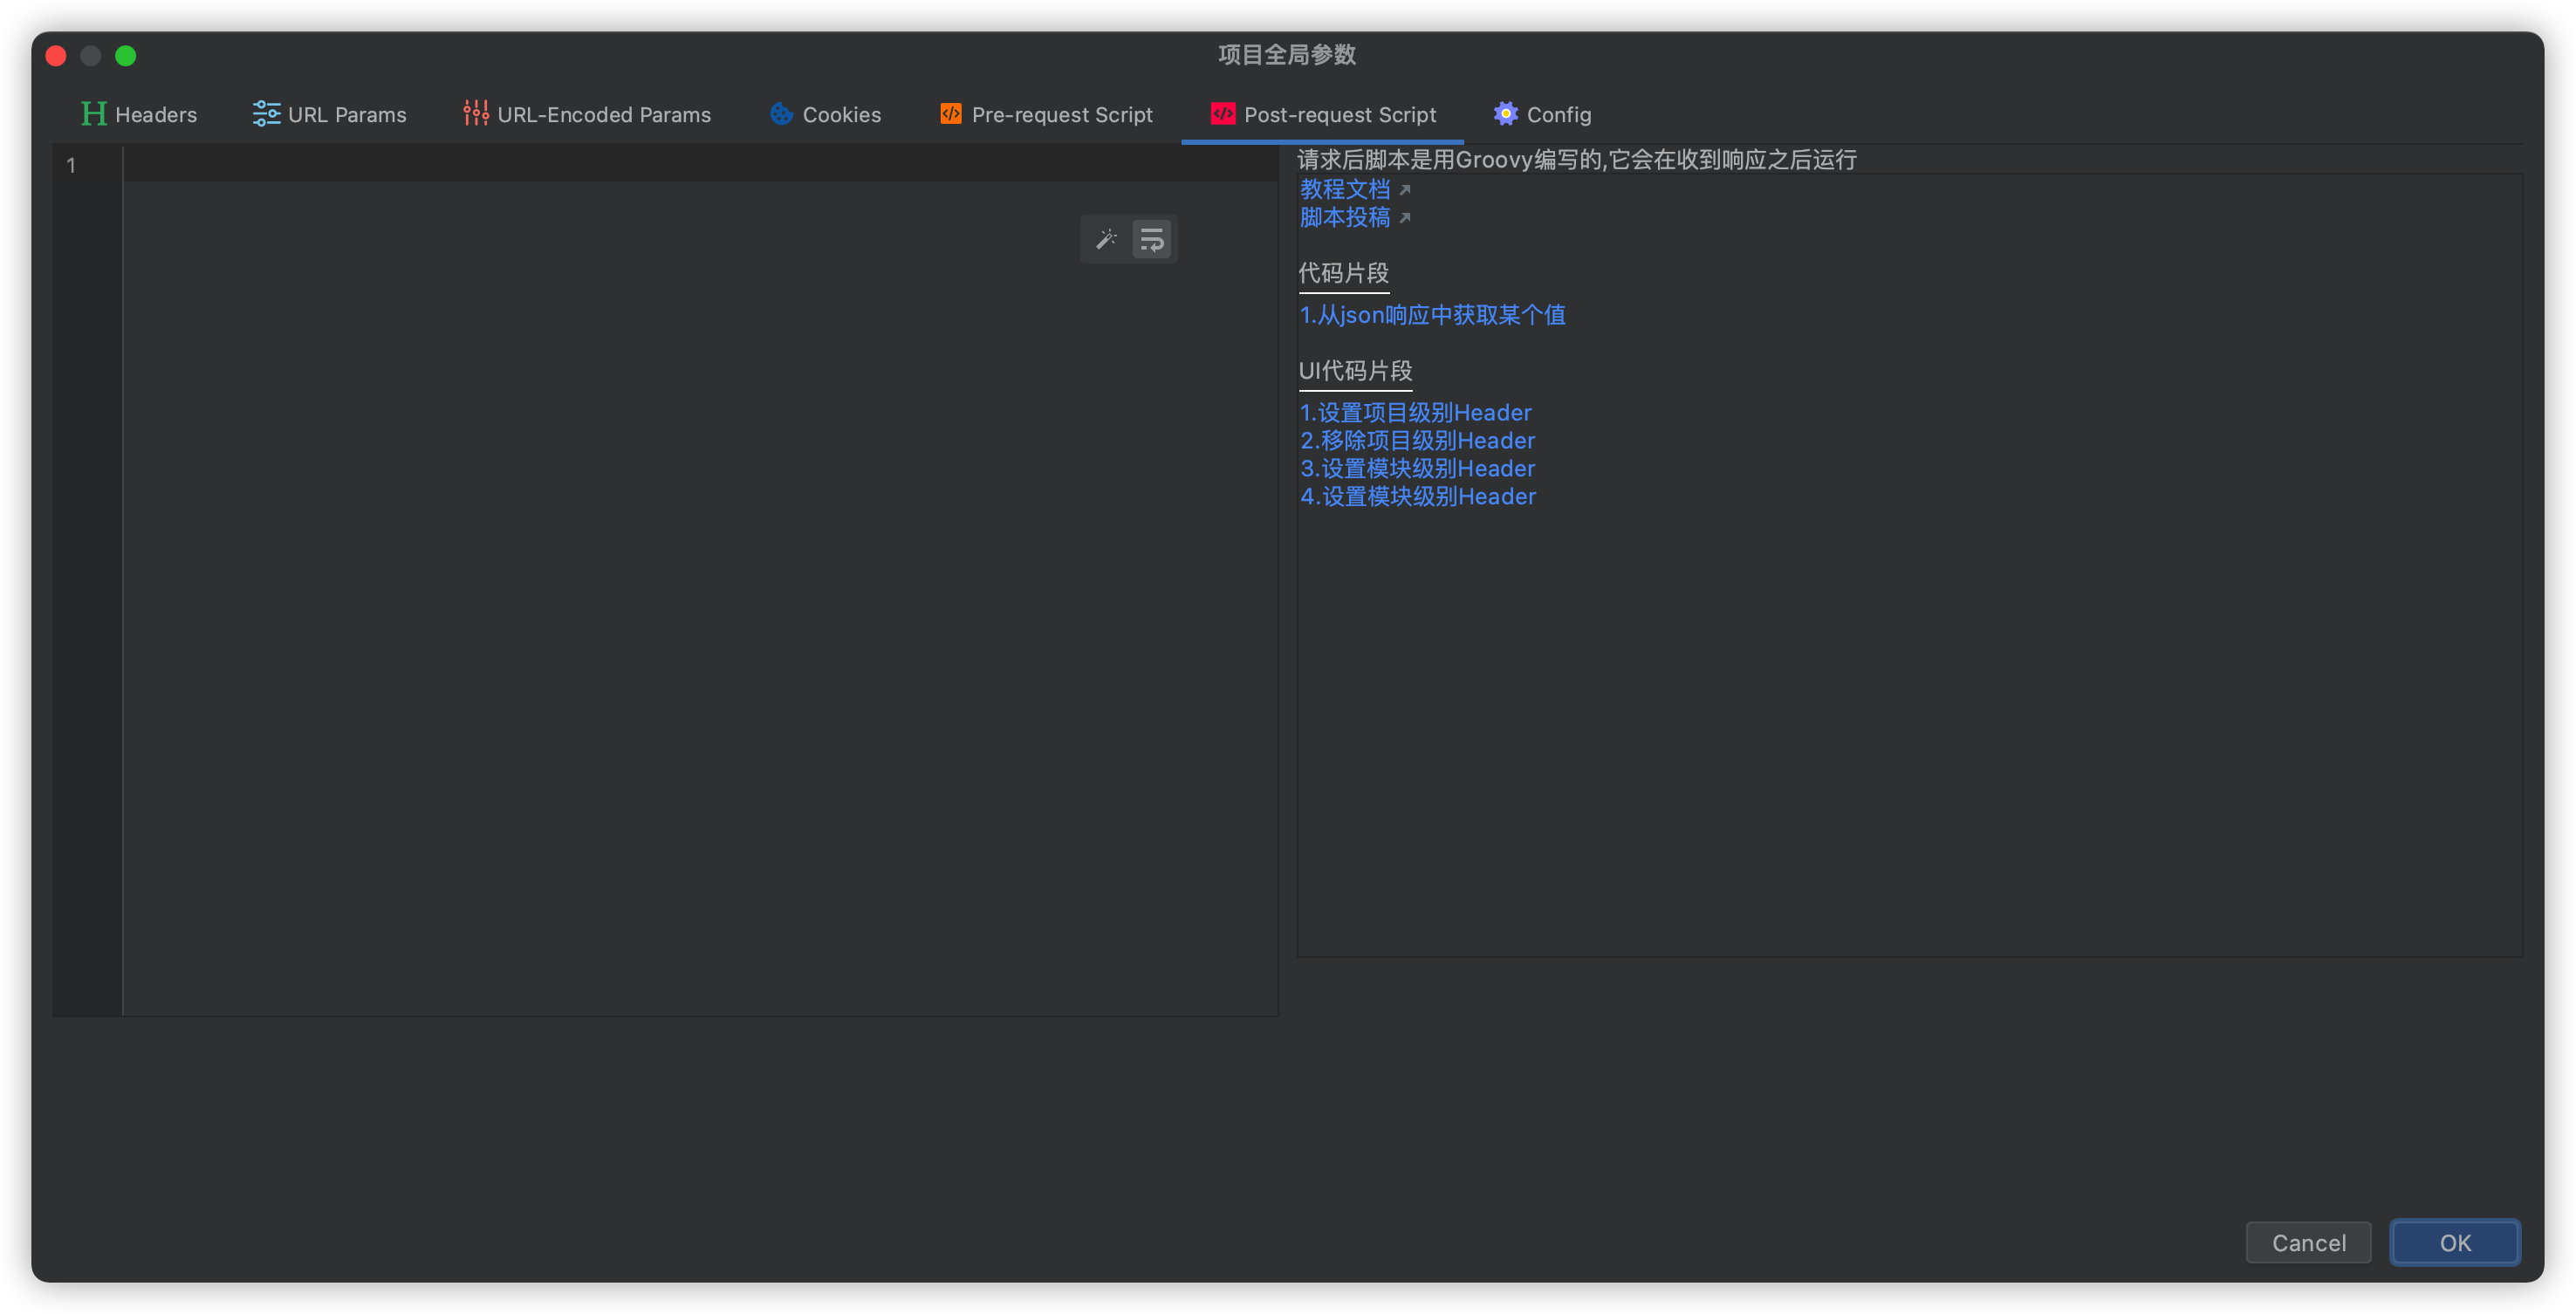 项目全局参数
Headers URL Params URL-Encoded Params Cookies Pre-request Script Post-request Script Config
1
请求后脚本是用Groovy编写的,它会在收到响应之后运行
教程文档
脚本投稿
代码片段
1.从json响应中获取某个值
UI代码片段
1.设置项目级别Header
2.移除项目级别Header
3.设置模块级别Header
4.设置模块级别Header
Cancel OK